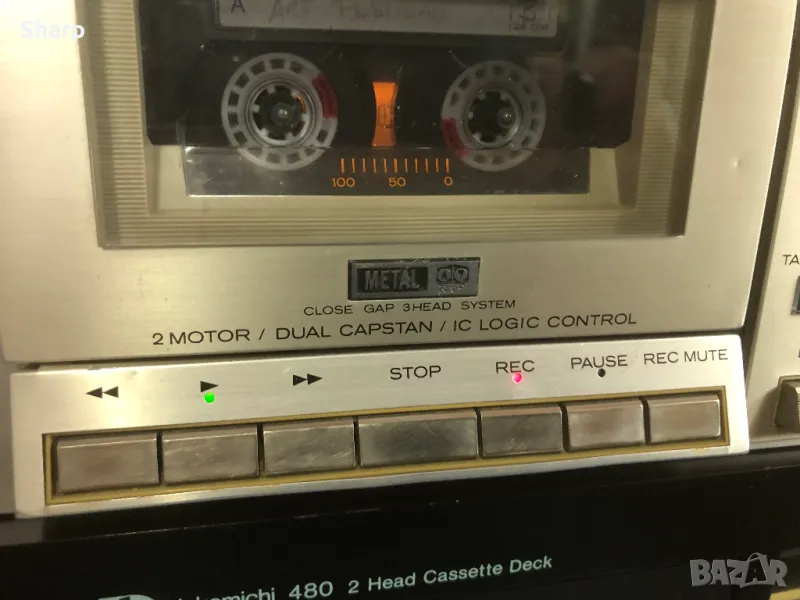 Sharp
A
100 50 0
METAL
CLOSE GAP 3HEAD SYSTEM
2 MOTOR / DUAL CAPSTAN / IC LOGIC CONTROL
STOP REC PAUSE REC MUTE
TA
480 2 Head Cassette Deck
BAZAR